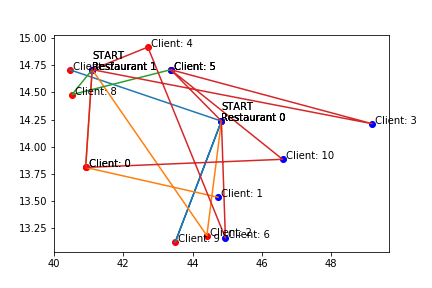 15.00
14.75
14.50
14.25
14.00
13.75
13.50
13.25
40
42
44
46
48
Client: 4
START
Restaurant 1
Client: 5
Client: 8
START
Restaurant 0
Client: 3
Client: 10
Client: 0
Client: 1
Client: 2
Client: 6
Client: 9